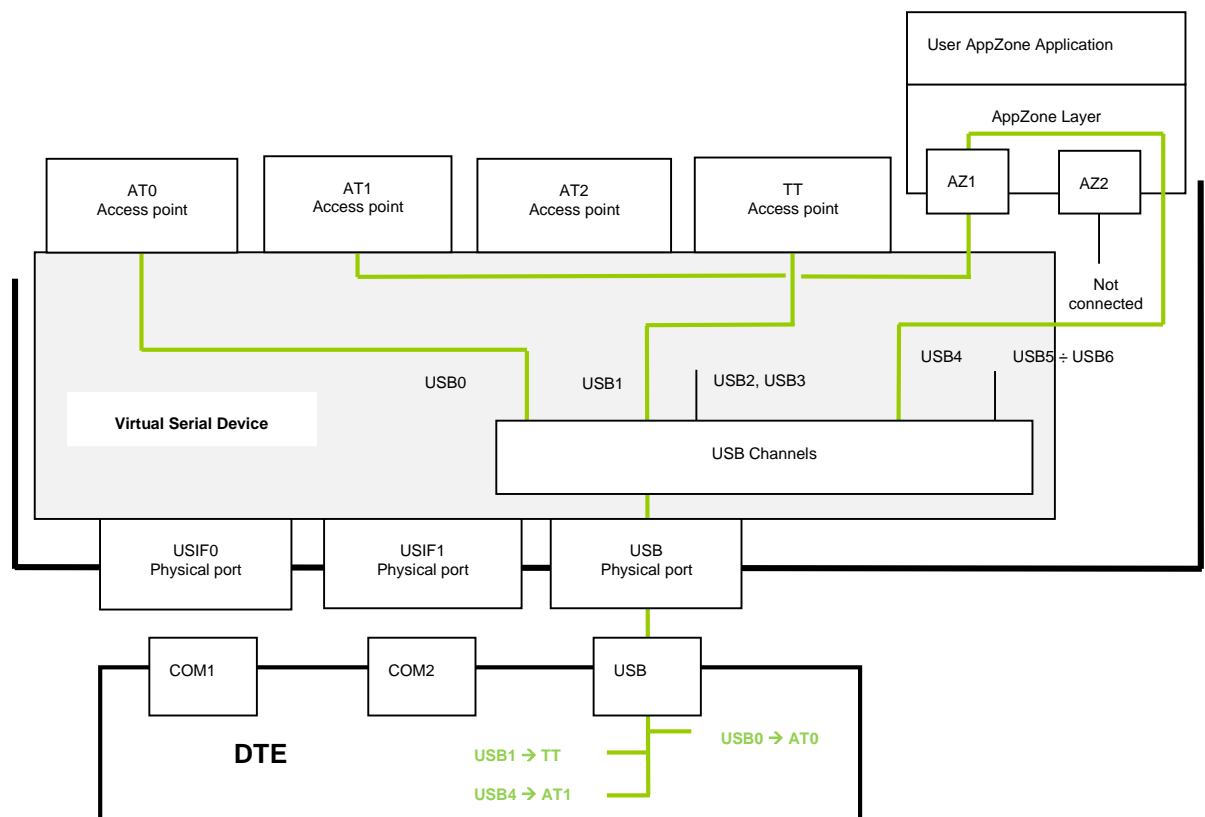 User AppZone Application
AppZone Layer
AT0
Access point
AT1
Access point
AT2
Access point
TT
Access point
AZ1
AZ2
Not
connected
USB0
USB1
USB2, USB3
USB4
USB5 ÷ USB6
Virtual Serial Device
USB Channels
USIF0
Physical port
USIF1
Physical port
USB
Physical port
COM1
COM2
USB
DTE
USB0 → AT0
USB1 → TT
USB4 → AT1